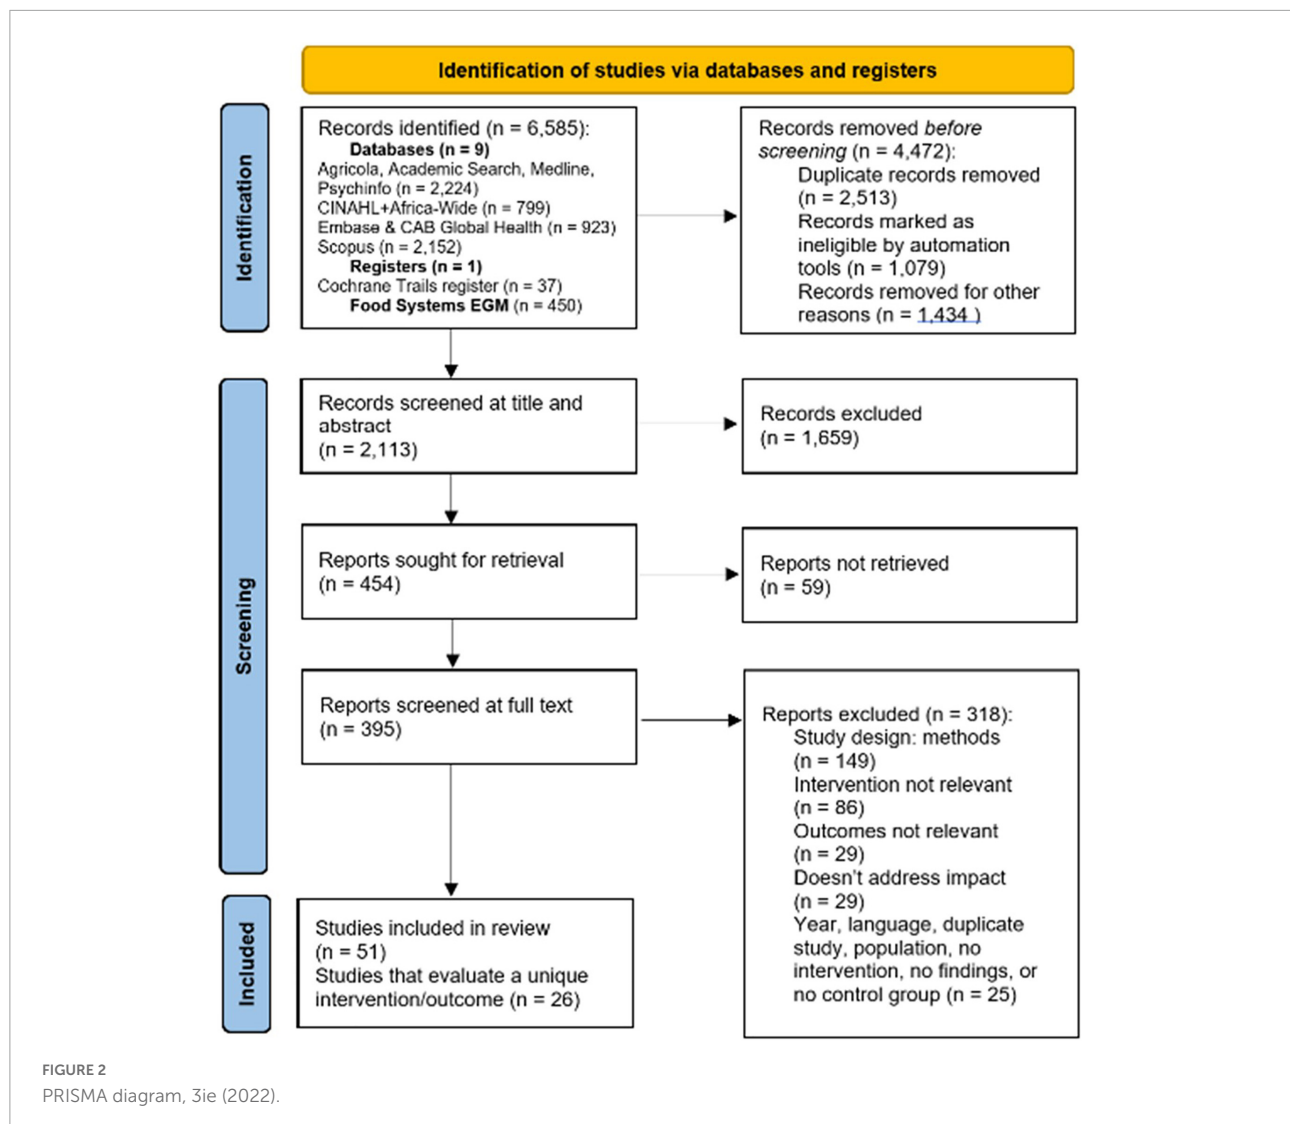 Identification of studies via databases and registers
Identification
Records identified (n = 6,585):
Databases (n = 9)
Agricola, Academic Search, Medline,
Psychinfo (n = 2,224)
CINAHL+Africa-Wide (n = 799)
Embase & CAB Global Health (n = 923)
Scopus (n = 2,152)
Registers (n = 1)
Cochrane Trails register (n = 37)
Food Systems EGM (n = 450)
Records removed before
screening (n = 4,472):
Duplicate records removed
(n = 2,513)
Records marked as
ineligible by automation
tools (n = 1,079)
Records removed for other
reasons (n = 1,434 )
Screening
Records screened at title and
abstract
(n = 2,113)
Records excluded
(n = 1,659)
Reports sought for retrieval
(n = 454)
Reports not retrieved
(n = 59)
Reports screened at full text
(n = 395)
Reports excluded (n = 318):
Study design: methods
(n = 149)
Intervention not relevant
(n = 86)
Outcomes not relevant
(n = 29)
Doesn't address impact
(n = 29)
Year, language, duplicate
study, population, no
intervention, no findings, or
no control group (n = 25)
Included
Studies included in review
(n = 51)
Studies that evaluate a unique
intervention/outcome (n = 26)
FIGURE 2
PRISMA diagram, 3ie (2022).